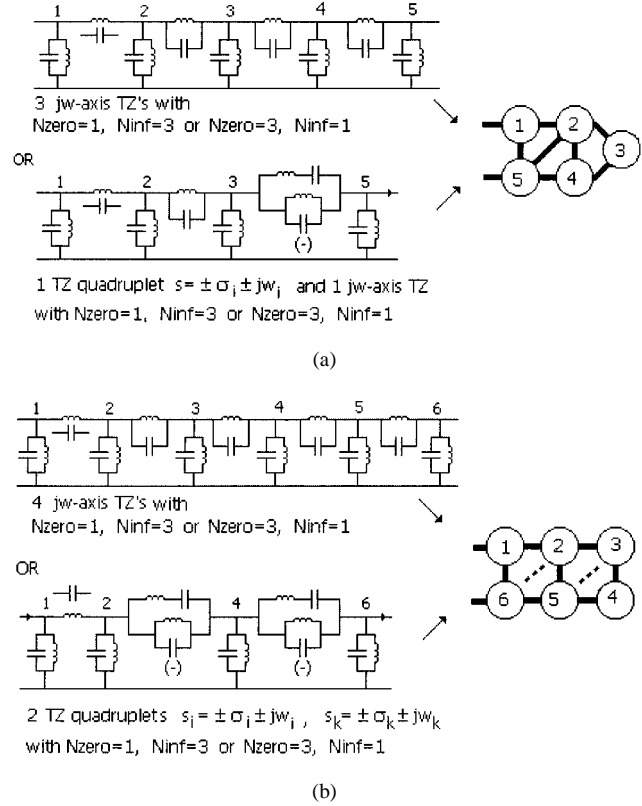 1 2 3 4 5
3 jw-axis TZ's with
Nzero=1, Ninf=3 or Nzero=3, Ninf=1
1 2 3 5 4
OR
1 2 3 5
(-)
1 TZ quadruplet s= ± σi ± jwi and 1 jw-axis TZ
with Nzero=1, Ninf=3 or Nzero=3, Ninf=1
(a)
1 2 3 4 5 6
4 jw-axis TZ's with
Nzero=1, Ninf=3 or Nzero=3, Ninf=1
1 2 3
6 5 4
OR
1 2 4 6
(-) (-)
2 TZ quadruplets si= ± σi ± jwi , sk= ± σk ± jwk
with Nzero=1, Ninf=3 or Nzero=3, Ninf=1
(b)